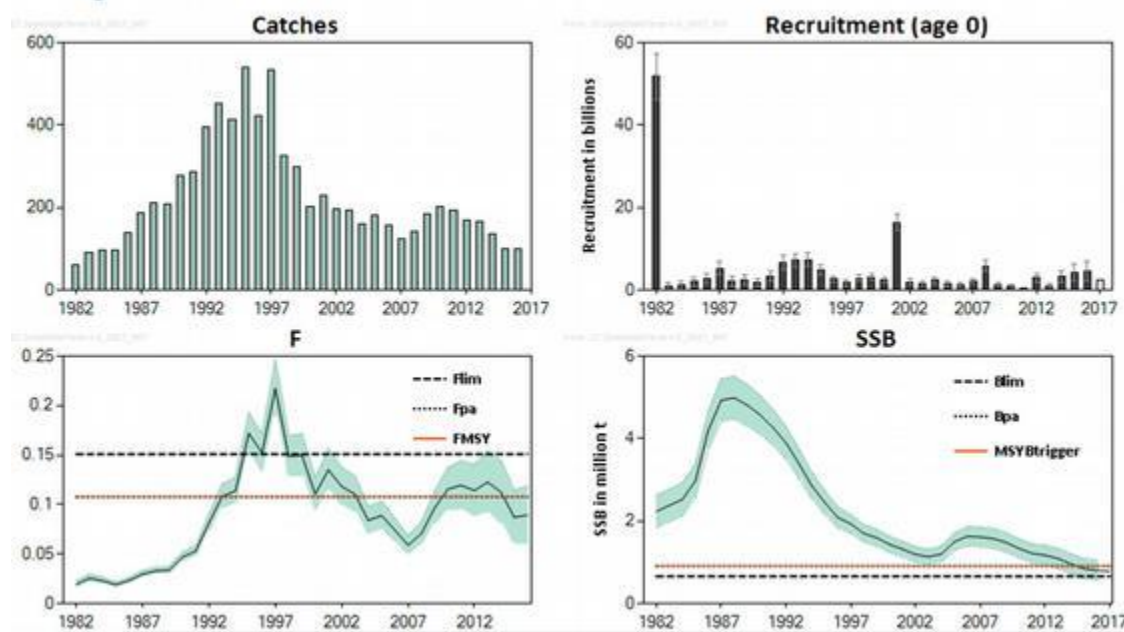 Catches
600
400
200
0
1982 1987 1992 1997 2002 2007 2012 2017
Recruitment (age 0)
Recruitment in billions
60
40
20
0
1982 1987 1992 1997 2002 2007 2012 2017
F
0.25
0.2
0.15
0.1
0.05
0
Flim
Fpa
FMSY
1982 1987 1992 1997 2002 2007 2012
SSB
SSB in million t
6
4
2
0
Blim
Bpa
MSYBtrigger
1982 1987 1992 1997 2002 2007 2012 2017